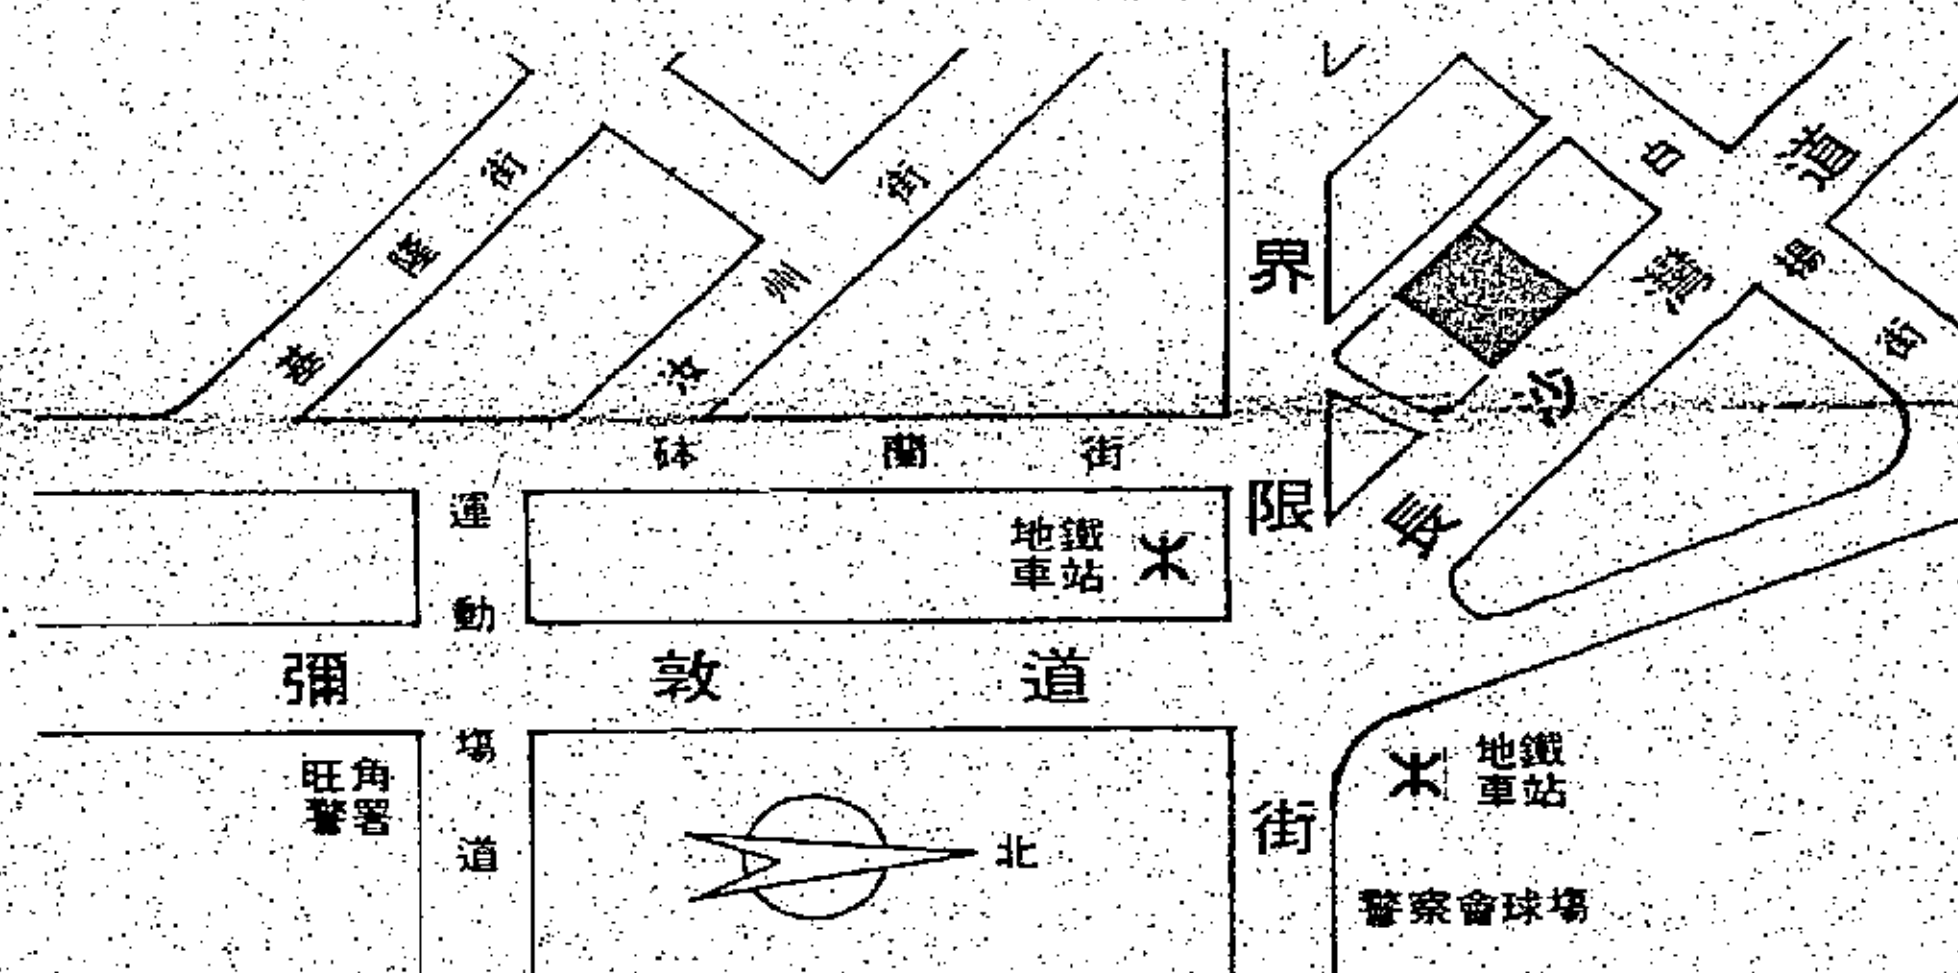 基隆街
汝州街
界限街
白楊街
長沙灣道
砵蘭街
運動場道
地鐵
車站
彌敦道
旺角
警署
北
地鐵
車站
警察會球場